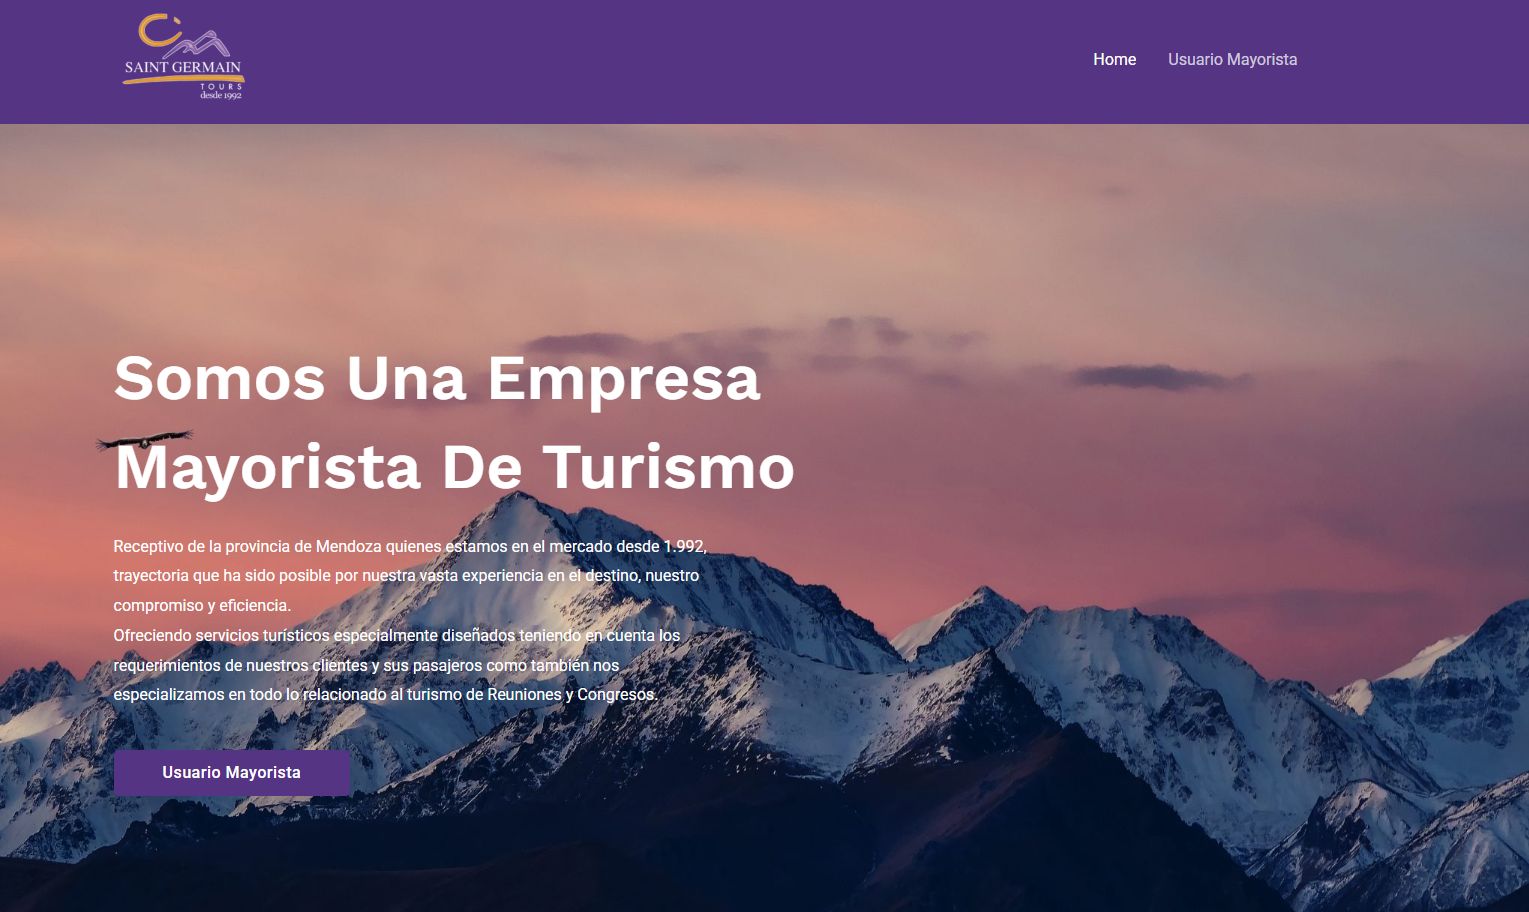 SAINT GERMAIN
TOURS
desde 1992
Home
Usuario Mayorista
Somos Una Empresa
Mayorista De Turismo
Receptivo de la provincia de Mendoza quienes estamos en el mercado desde 1.992,
trayectoria que ha sido posible por nuestra vasta experiencia en el destino, nuestro
compromiso y eficiencia.
Ofreciendo servicios turísticos especialmente diseñados teniendo en cuenta los
requerimientos de nuestros clientes y sus pasajeros como también nos
especializamos en todo lo relacionado al turismo de Reuniones y Congresos.
Usuario Mayorista